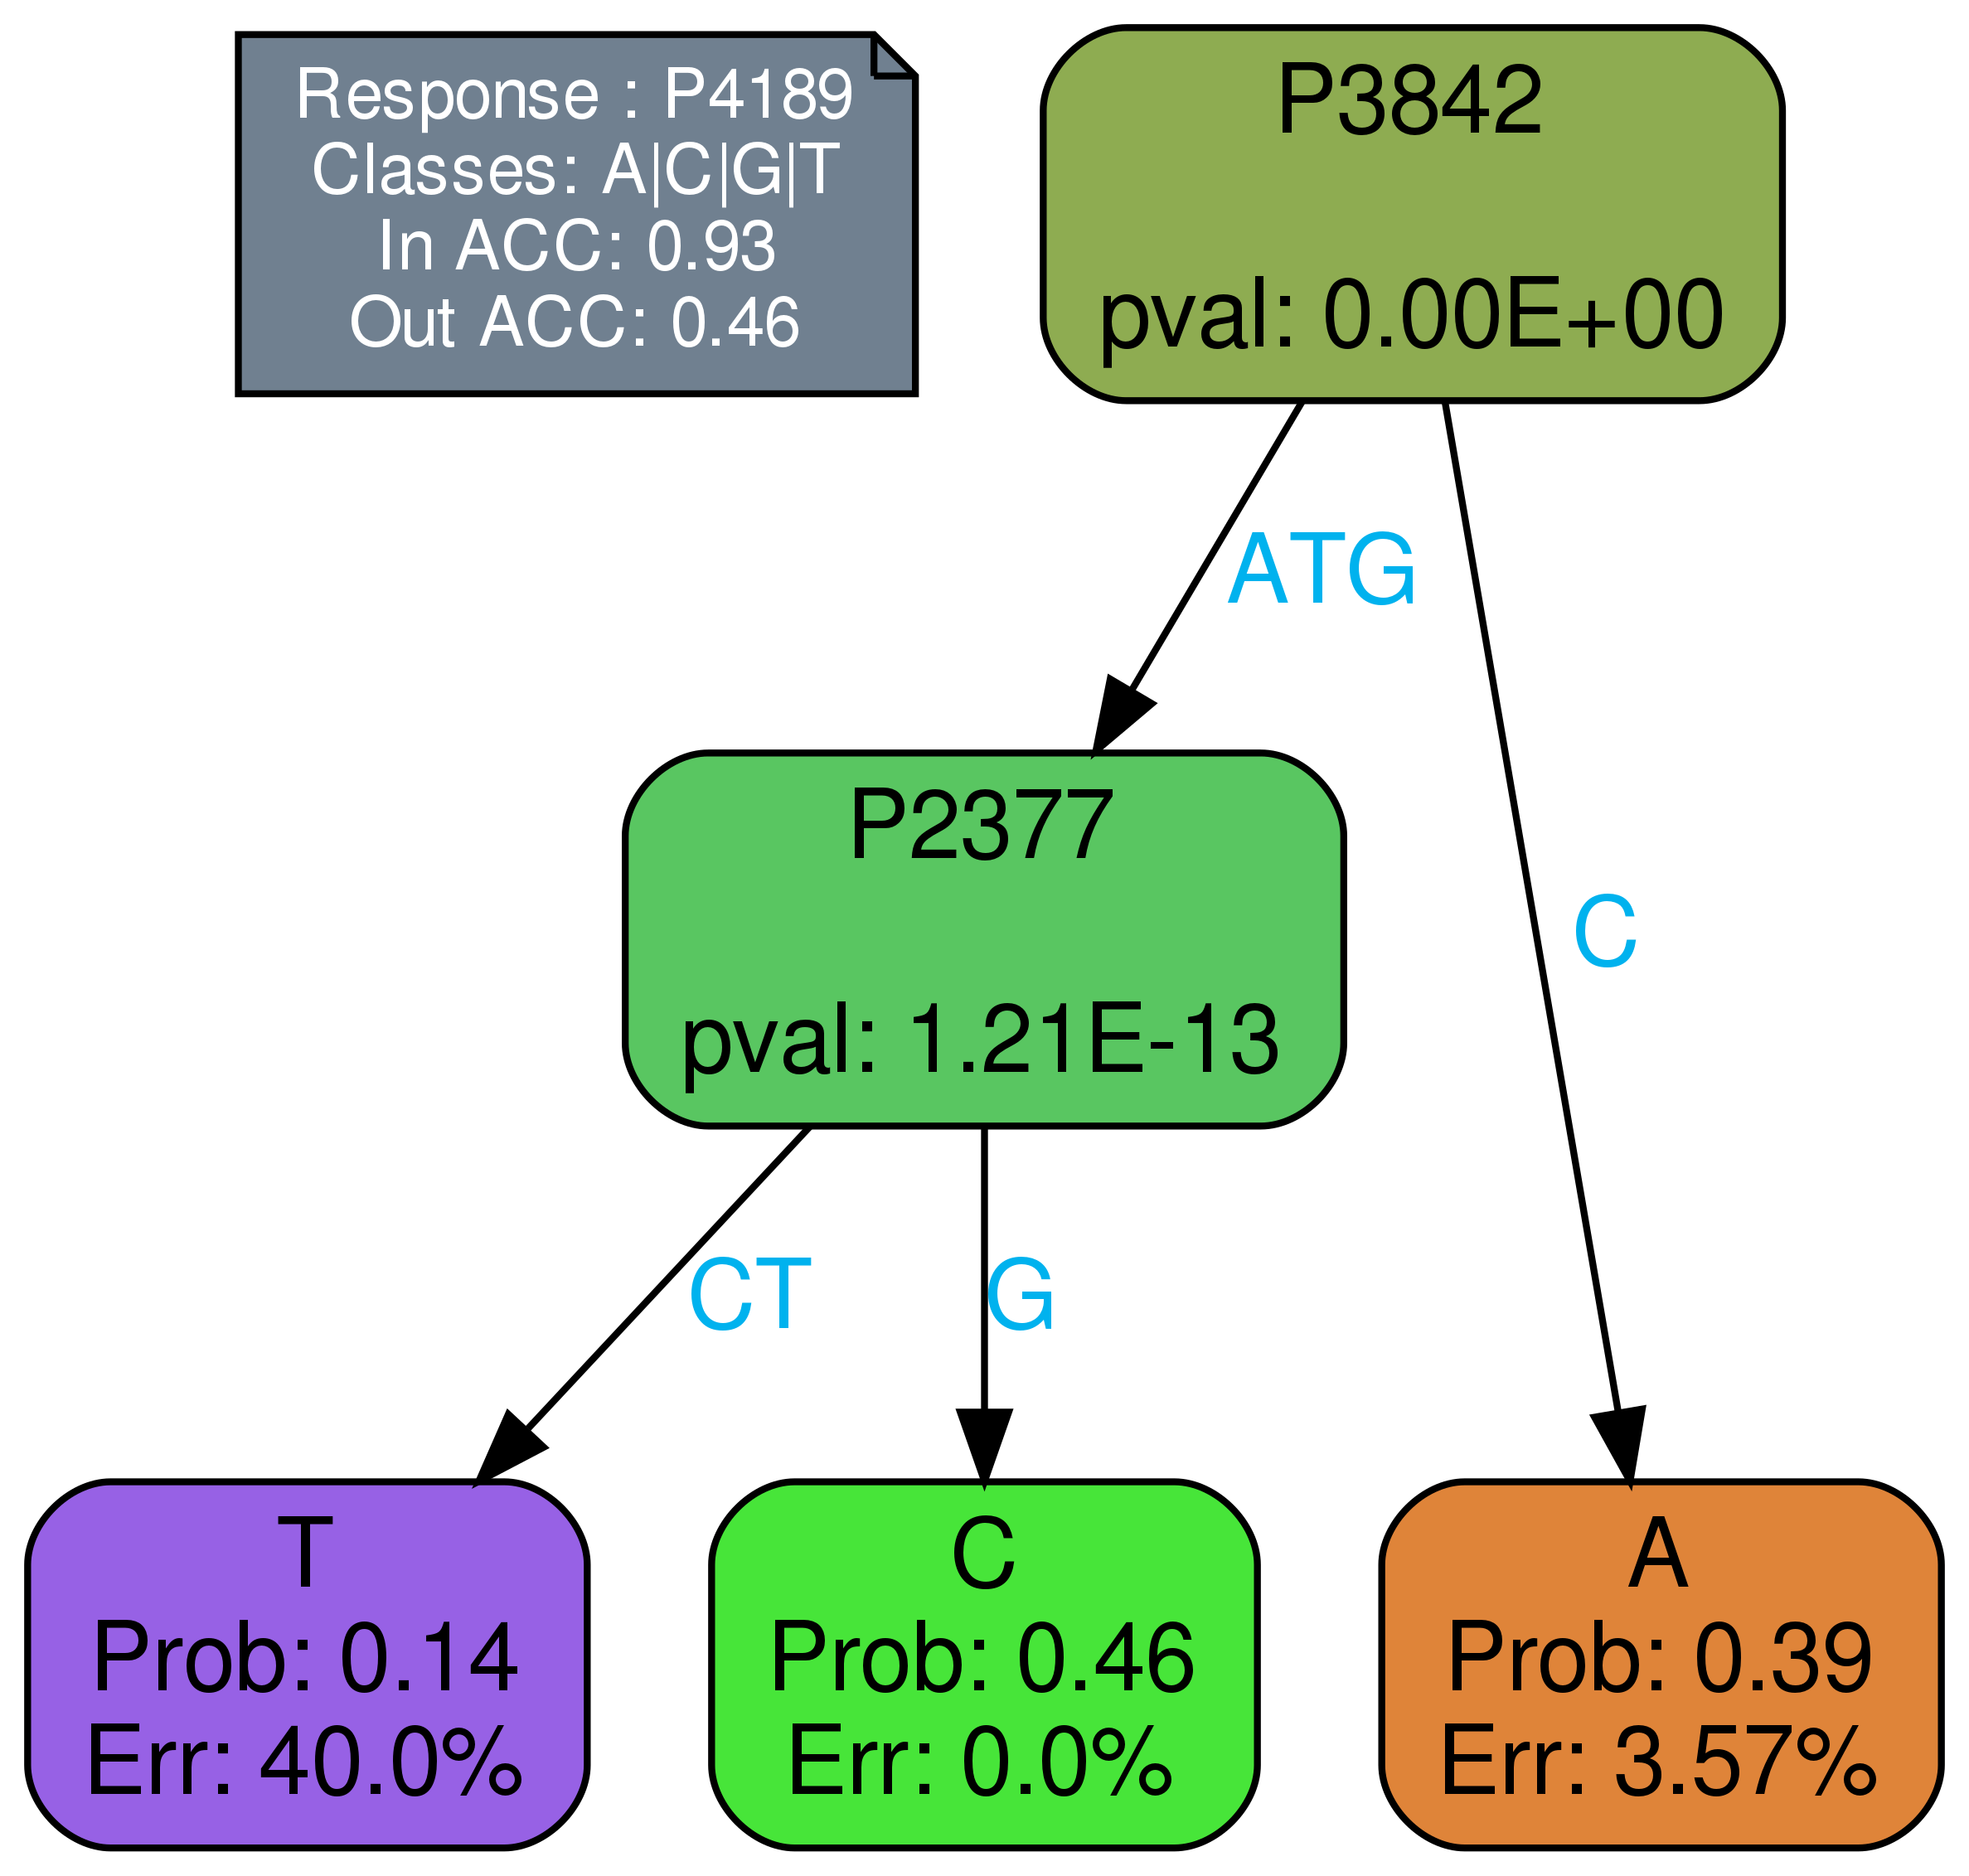 Response : P4189
Classes: A|C|G|T
In ACC: 0.93
Out ACC: 0.46
P3842
pval: 0.00E+00
ATG
P2377
pval: 1.21E-13
C
CT
G
T
Prob: 0.14
Err: 40.0%
C
Prob: 0.46
Err: 0.0%
A
Prob: 0.39
Err: 3.57%